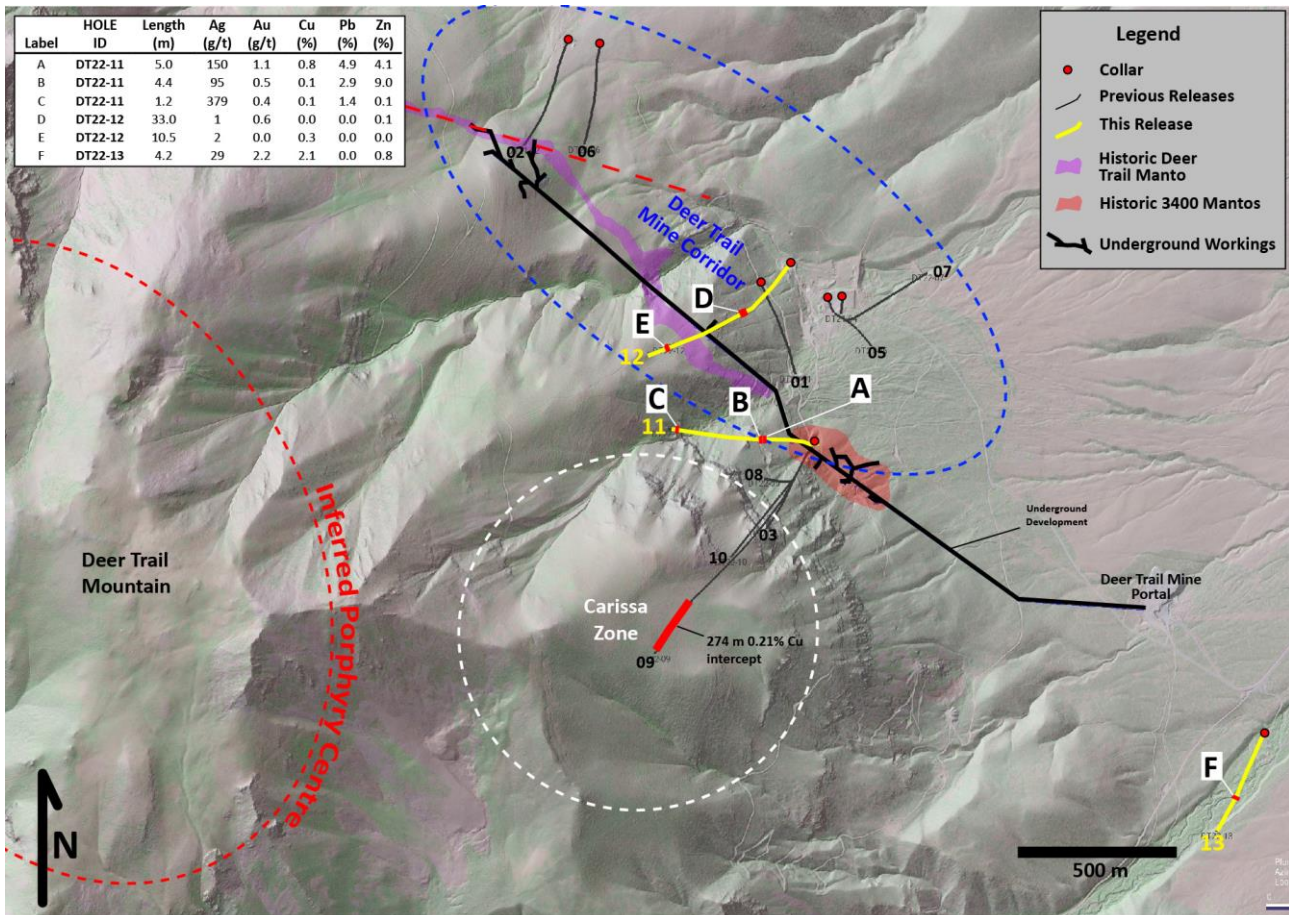 HOLE Length Ag Au Cu Pb Zn
Label ID (m) (g/t) (g/t) (%) (%) (%)
A DT22-11 5.0 150 1.1 0.8 4.9 4.1
B DT22-11 4.4 95 0.5 0.1 2.9 9.0
C DT22-11 1.2 379 0.4 0.1 1.4 0.1
D DT22-12 33.0 1 0.6 0.0 0.0 0.1
E DT22-12 10.5 2 0.0 0.3 0.0 0.0
F DT22-13 4.2 29 2.2 2.1 0.0 0.8
Legend
Collar
Previous Releases
This Release
Historic Deer
Trail Manto
Historic 3400 Mantos
Underground Workings
02
06
Deer Trail
Mine Corridor
07
D
E
12
05
01
C
B
A
11
08
03
10
Underground
Development
Inferred Porphyry Centre
Deer Trail
Mountain
Deer Trail Mine
Portal
Carissa
Zone
274 m 0.21% Cu
intercept
09
F
13
N
500 m